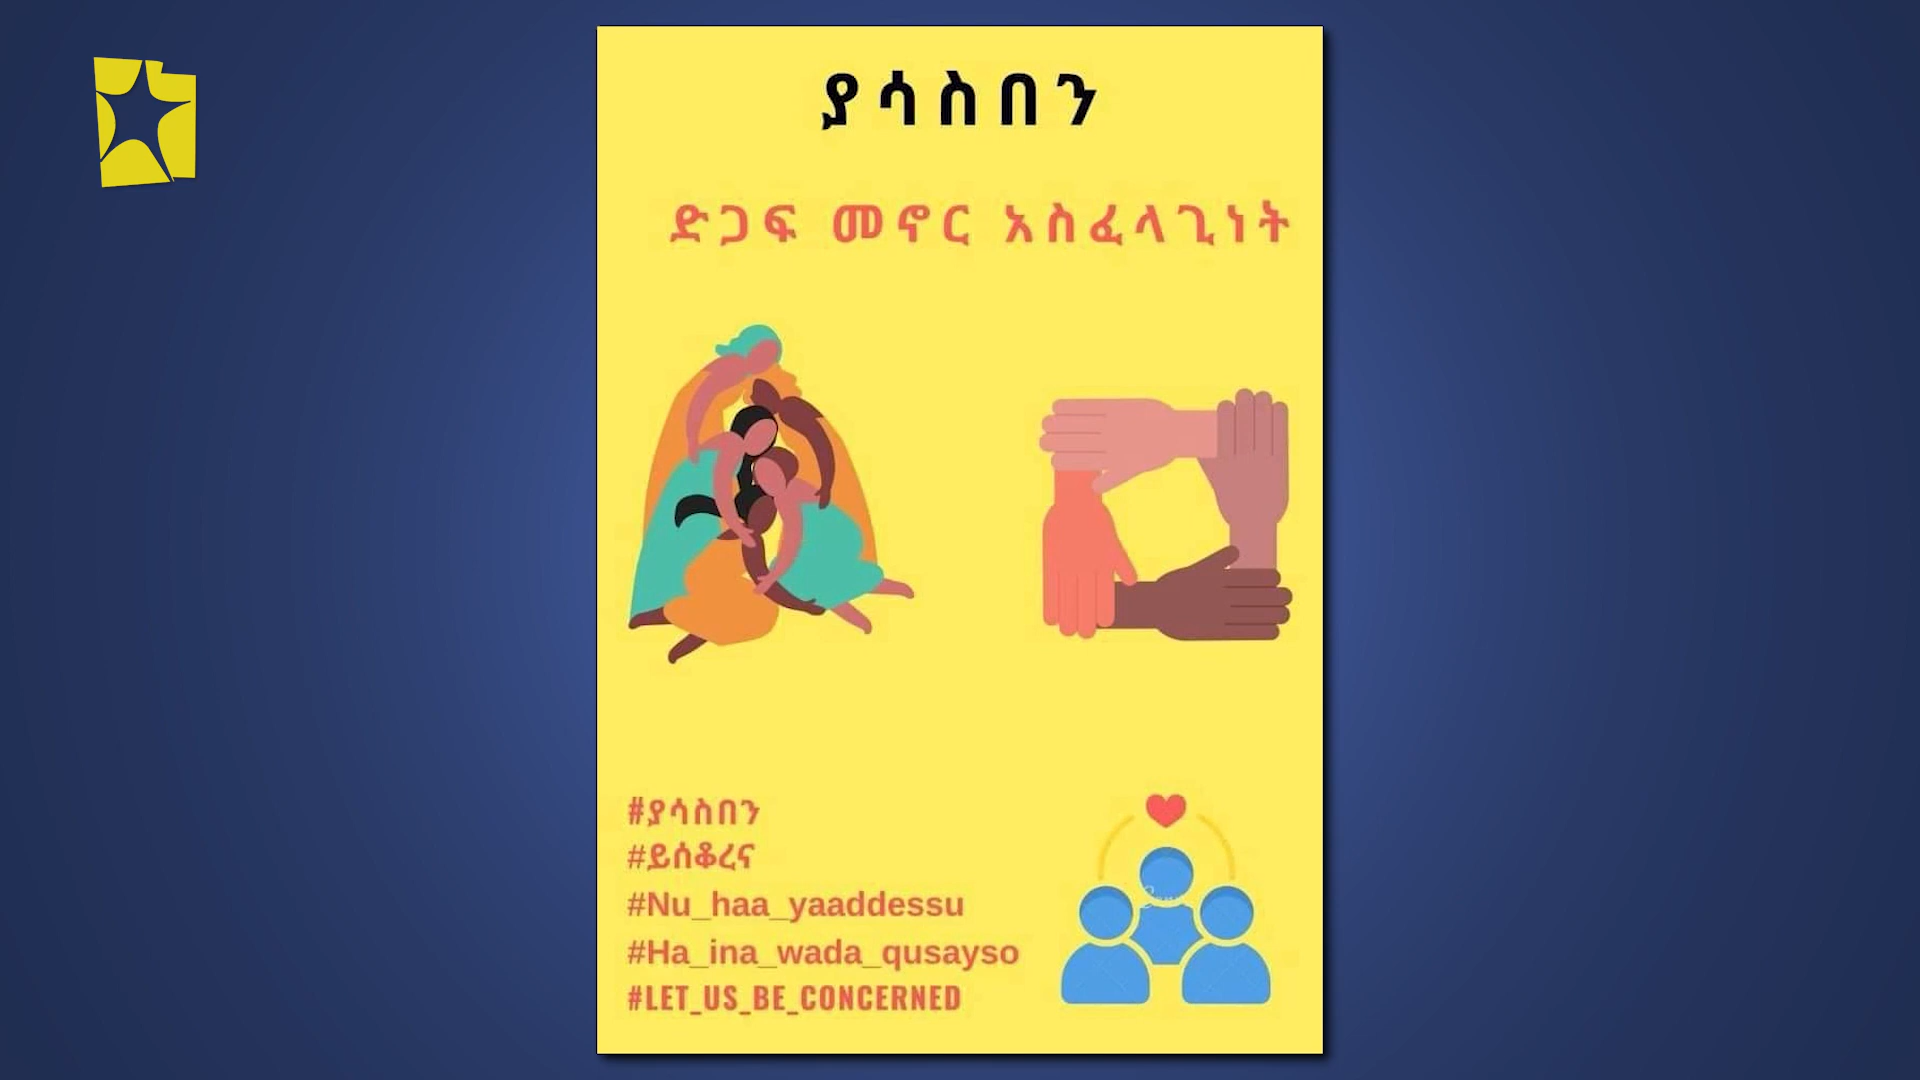 ያሳስበን
ድጋፍ መኖር አስፈላጊነት
#ያሳስበን
#ይሰቆረና
#Nu_haa_yaaddessu
#Ha_ina_wada_qusayso
#LET_US_BE_CONCERNED